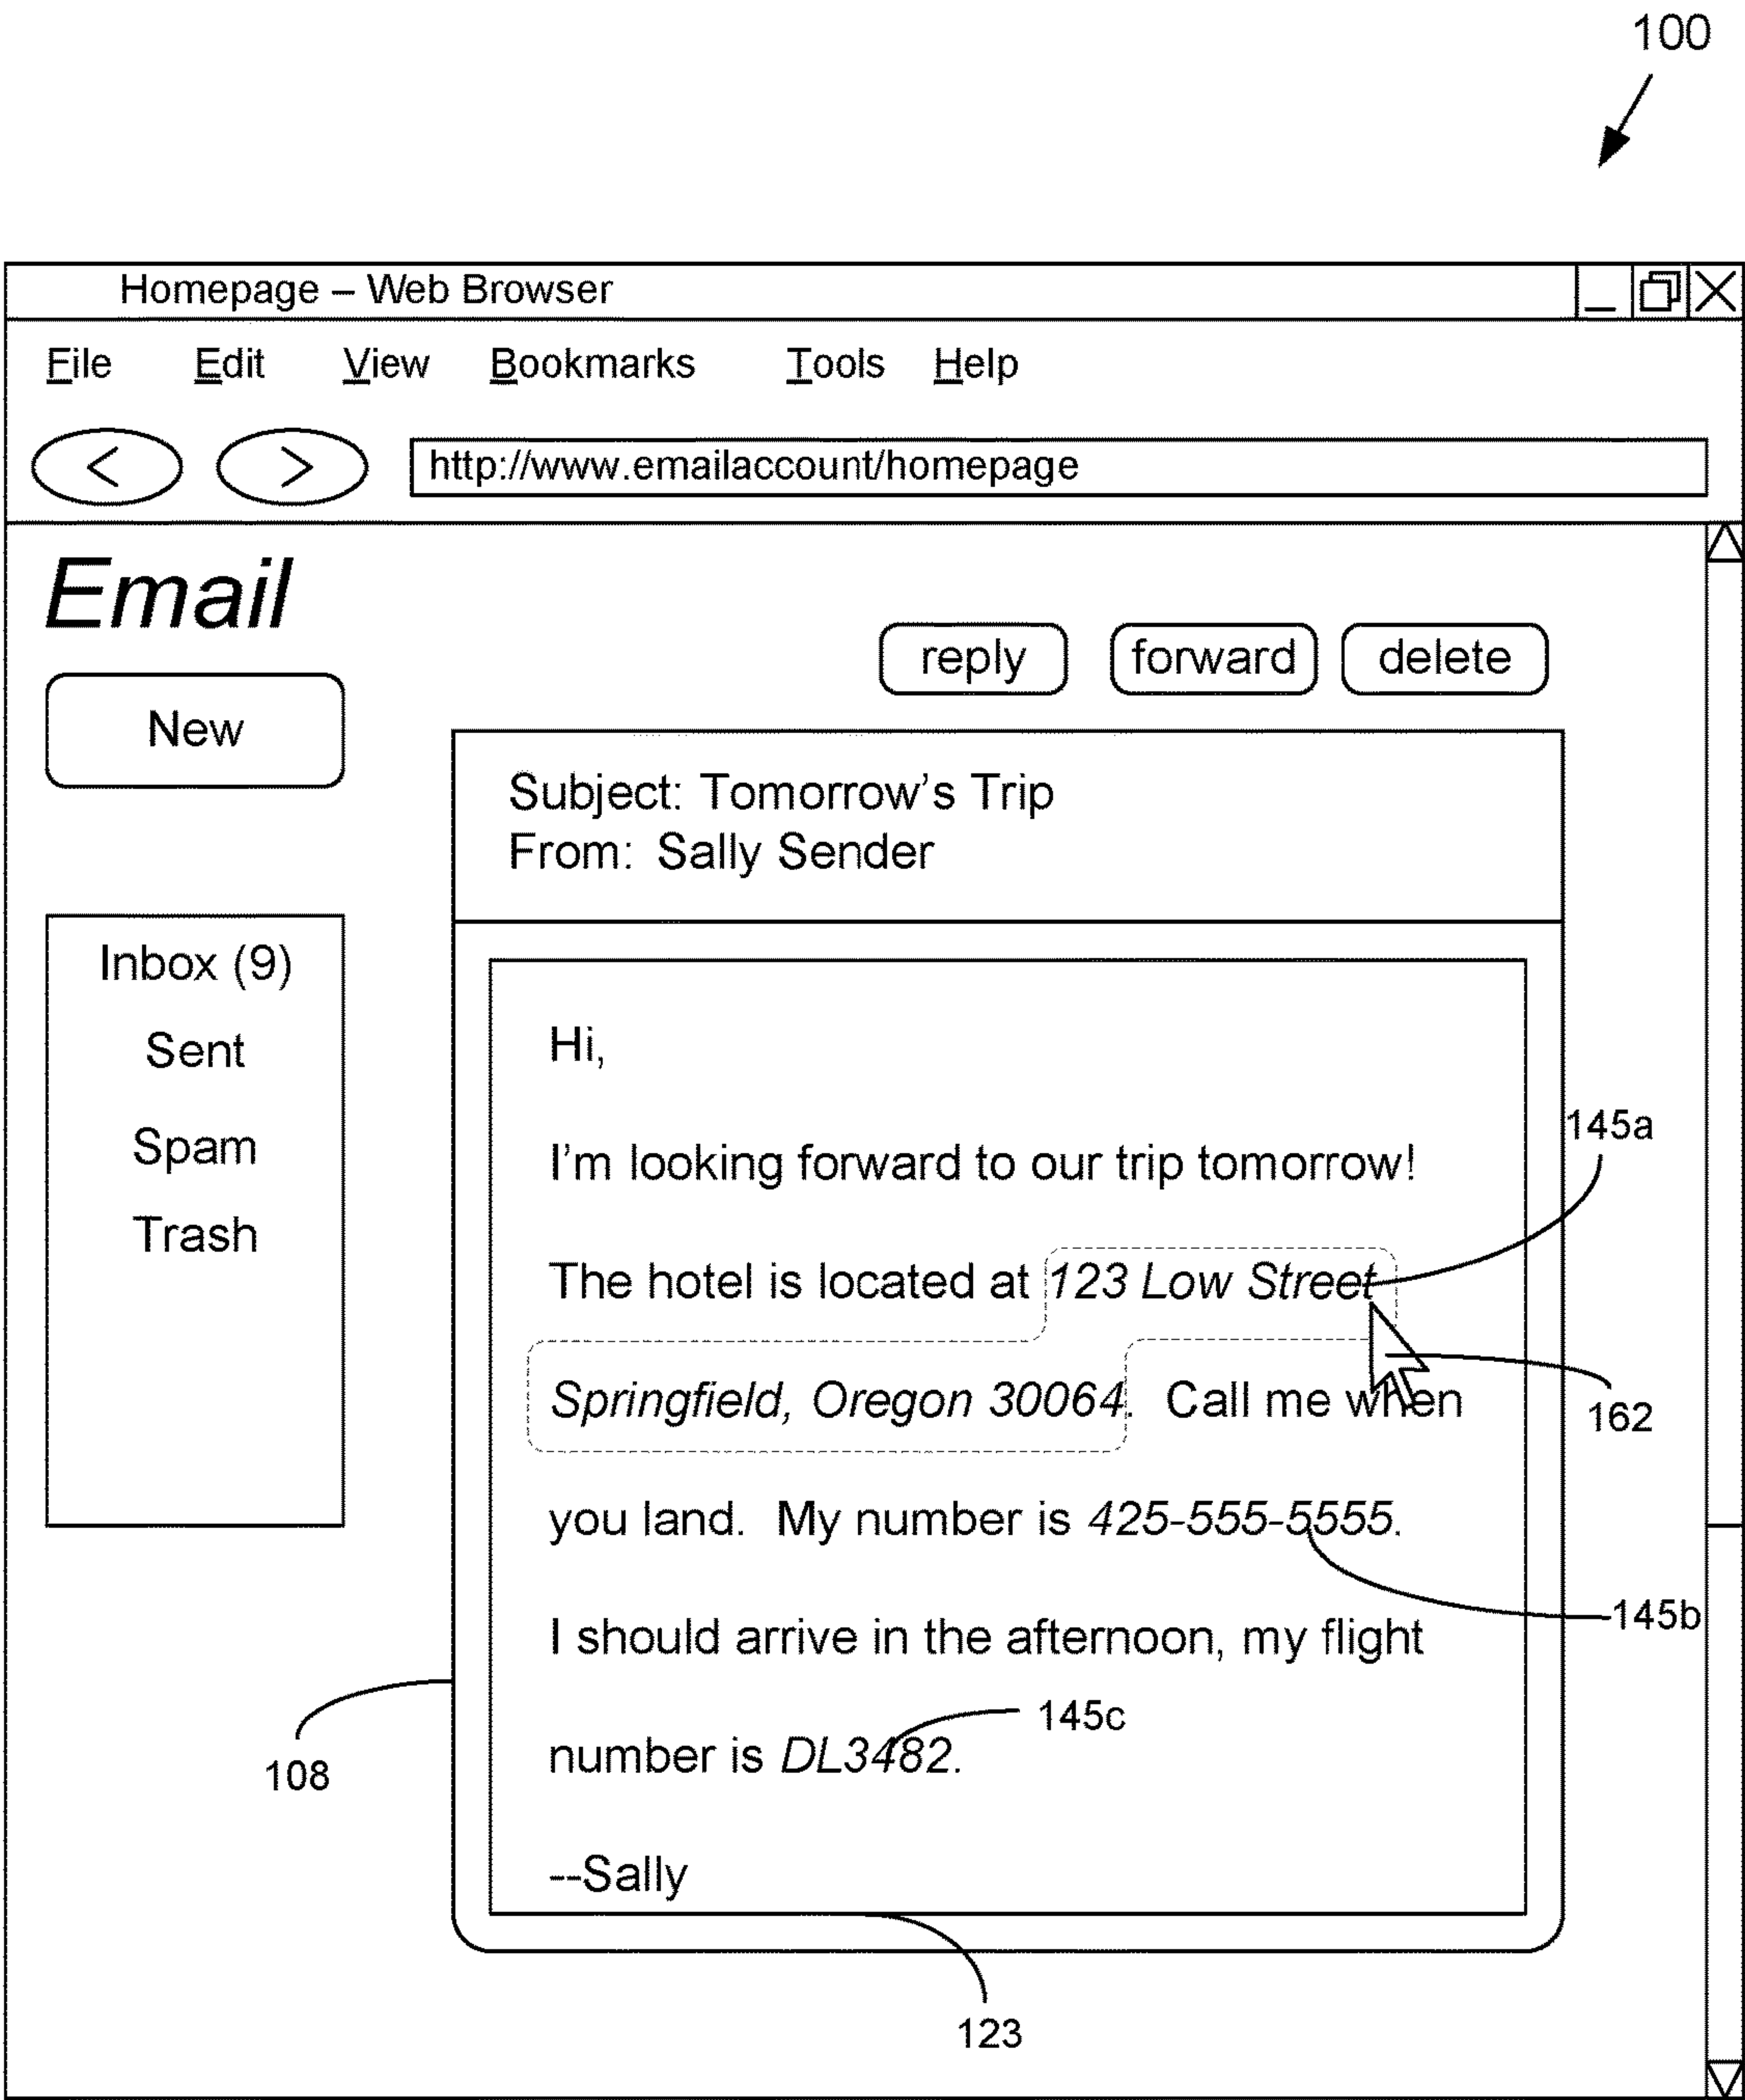 100
Homepage – Web Browser
File Edit View Bookmarks Tools Help
< > http://www.emailaccount/homepage
Email
reply forward delete
New
Subject: Tomorrow's Trip
From: Sally Sender
Inbox (9)
Sent
Spam
Trash
Hi,
I'm looking forward to our trip tomorrow!
The hotel is located at 123 Low Street
Springfield, Oregon 30064. Call me when
you land. My number is 425-555-5555.
I should arrive in the afternoon, my flight
number is DL3482.
--Sally
145a
162
145b
145c
108
123